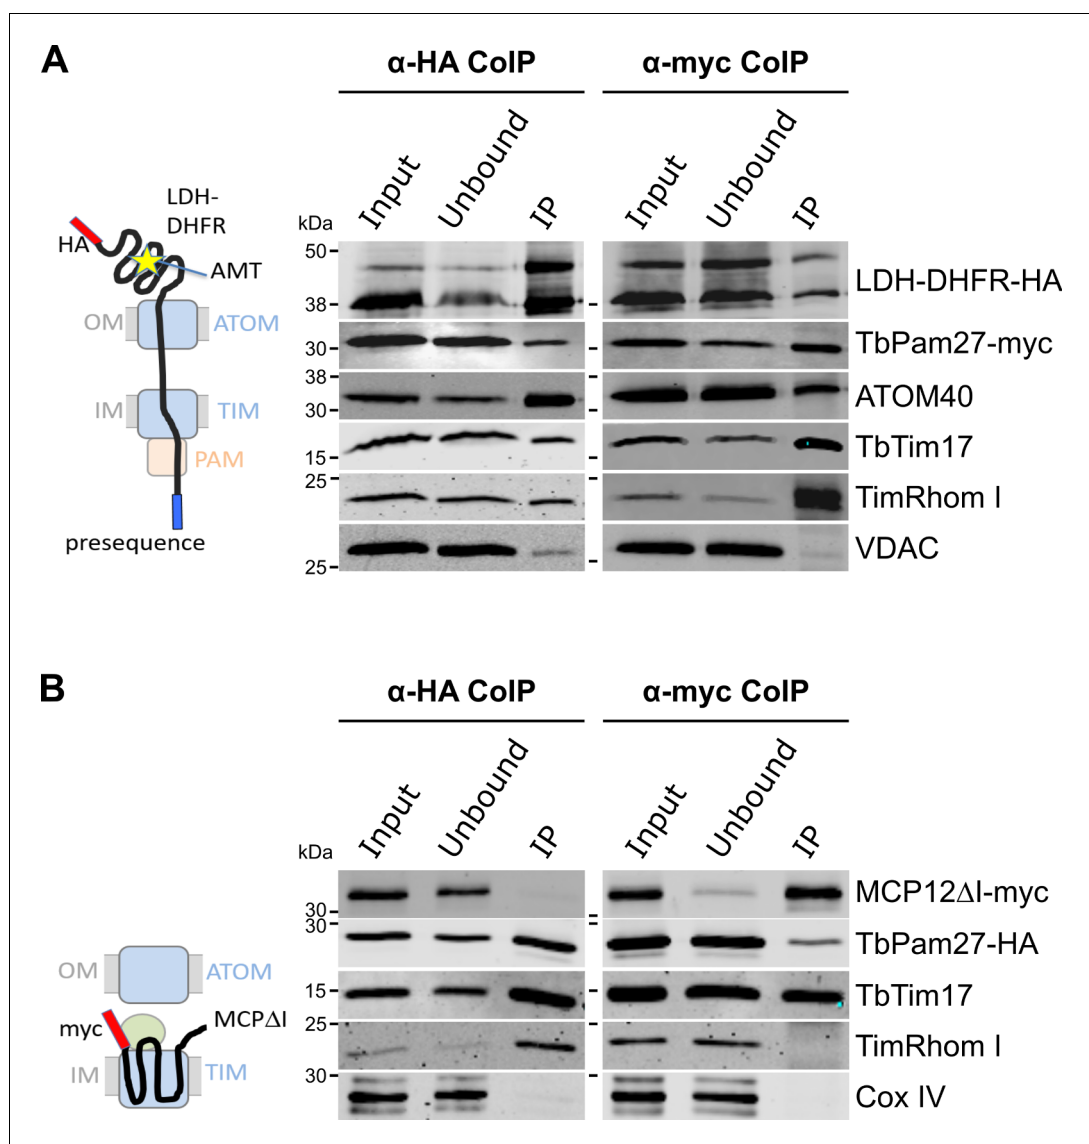 A
α-HA CoIP
α-myc CoIP
Input
Unbound
IP
Input
Unbound
IP
kDa
LDH-
DHFR
HA
AMT
OM
ATOM
IM
TIM
PAM
presequence
50
38
LDH-DHFR-HA
30
TbPam27-myc
38
30
ATOM40
15
TbTim17
25
TimRhom I
25
VDAC
B
α-HA CoIP
α-myc CoIP
Input
Unbound
IP
Input
Unbound
IP
kDa
OM
ATOM
myc
MCPΔI
IM
TIM
30
MCP12ΔI-myc
30
TbPam27-HA
15
TbTim17
25
TimRhom I
30
Cox IV